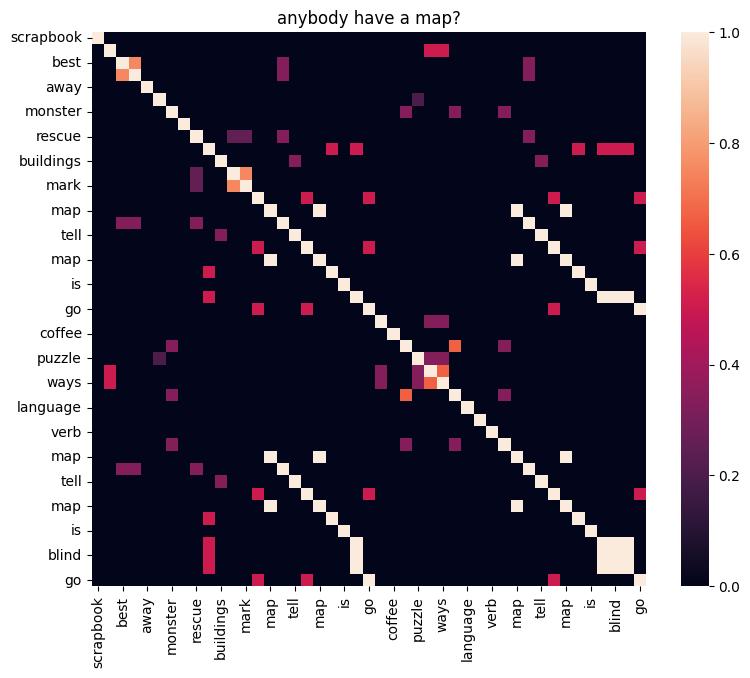 anybody have a map?
scrapbook
best
away
monster
rescue
buildings
mark
map
tell
map
is
go
coffee
puzzle
ways
language
verb
map
tell
map
is
blind
go
1.0
0.8
0.6
0.4
0.2
0.0
scrapbook best away monster rescue buildings mark map tell map is go coffee puzzle ways language verb map tell map is blind go